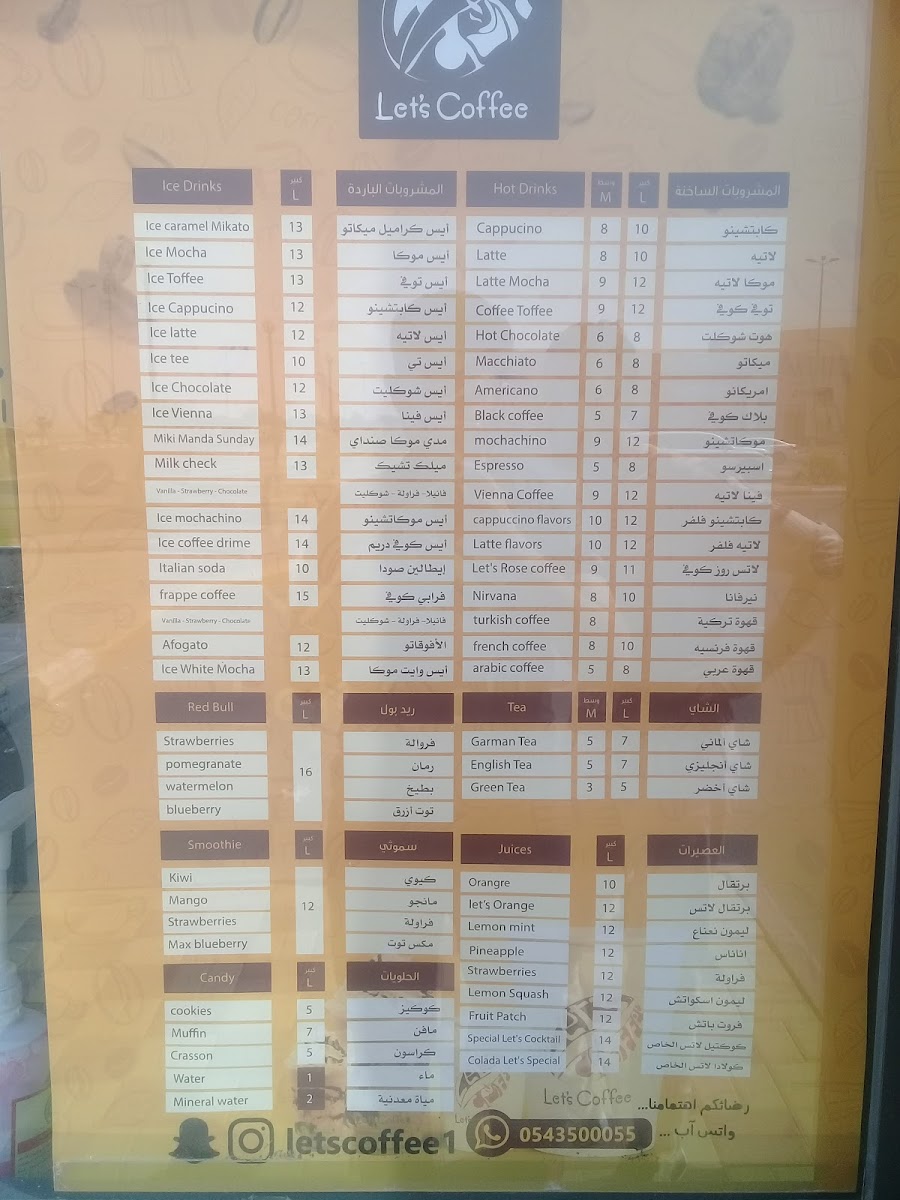 Let's Coffee
Ice Drinks كبير L المشروبات الباردة
Ice caramel Mikato 13 أيس كراميل ميكاتو
Ice Mocha 13 أيس موكا
Ice Toffee 13 أيس توفي
Ice Cappucino 12 أيس كابتشينو
Ice latte 12 أيس لاتيه
Ice tee 10 أيس تي
Ice Chocolate 12 أيس شوكليت
Ice Vienna 13 أيس فينا
Miki Manda Sunday 14 مدي موكا صنداي
Milk check 13 ميلك تشيك
Vanilla - Strawberry - Chocolate فانيلا - فراولة - شوكليت
Ice mochachino 14 أيس موكاتشينو
Ice coffee drime 14 أيس كوفي دريم
Italian soda 10 إيطالين صودا
frappe coffee 15 فرابي كوفي
Vanilla - Strawberry - Chocolate فانيلا - فراولة - شوكليت
Afogato 12 الأفوقاتو
Ice White Mocha 13 أيس وايت موكا
Hot Drinks وسط M كبير L المشروبات الساخنة
Cappucino 8 10 كابتشينو
Latte 8 10 لاتيه
Latte Mocha 9 12 موكا لاتيه
Coffee Toffee 9 12 توفي كوفي
Hot Chocolate 6 8 هوت شوكلت
Macchiato 6 8 ميكاتو
Americano 6 8 امريكانو
Black coffee 5 7 بلاك كوفي
mochachino 9 12 موكاتشينو
Espresso 5 8 اسبيرسو
Vienna Coffee 9 12 فينا لاتيه
cappuccino flavors 10 12 كابتشينو فلفر
Latte flavors 10 12 لاتيه فلفر
Let's Rose coffee 9 11 لاتس روز كوفي
Nirvana 8 10 نيرفانا
turkish coffee 8 قهوة تركية
french coffee 8 10 قهوة فرنسيه
arabic coffee 5 8 قهوة عربي
Red Bull كبير L ريد بول
Strawberries فروالة
pomegranate رمان
16
watermelon بطيخ
blueberry توت أزرق
Tea وسط M كبير L الشاي
Garman Tea 5 7 شاي الماني
English Tea 5 7 شاي انجليزي
Green Tea 3 5 شاي أخضر
Smoothie كبير L سموثي
Kiwi كيوي
Mango مانجو
12
Strawberries فراولة
Max blueberry مكس توت
Juices كبير L العصيرات
Orangre 10 برتقال
let's Orange 12 برتقال لاتس
Lemon mint 12 ليمون نعناع
Pineapple 12 اناناس
Strawberries 12 فراولة
Lemon Squash 12 ليمون اسكواتش
Fruit Patch 12 فروت باتش
Special Let's Cocktail 14 كوكتيل لاتس الخاص
Colada Let's Special 14 كولادا لاتس الخاص
Candy كبير L الحلويات
cookies 5 كوكيز
Muffin 7 مافن
Crasson 5 كراسون
Water 1 ماء
Mineral water 2 مياة معدنية
Let's Coffee
رضائكم اهتمامنا...
letscoffee1 0543500055 واتس آب ...